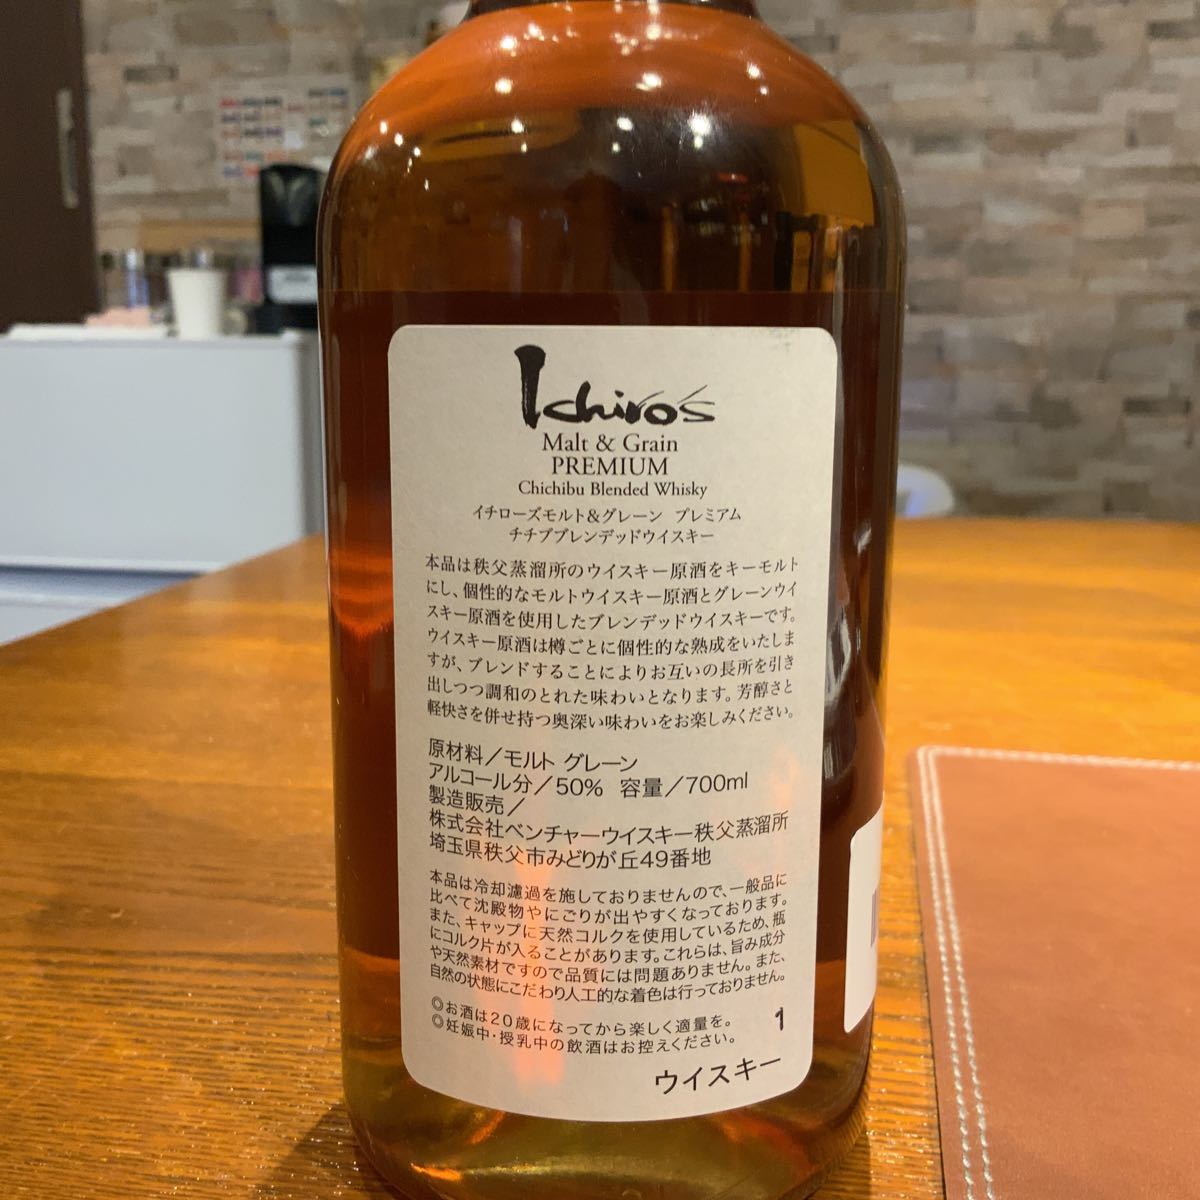 Ichiro's
Malt & Grain
PREMIUM
Chichibu Blended Whisky
イチローズモルト&グレーン プレミアム
チチブブレンデッドウイスキー
本品は秩父蒸溜所のウイスキー原酒をキーモルト
にし、個性的なモルトウイスキー原酒とグレーンウイ
スキー原酒を使用したブレンデッドウイスキーです。
ウイスキー原酒は樽ごとに個性的な熟成をいたしま
すが、ブレンドすることによりお互いの長所を引き
出しつつ調和のとれた味わいとなります。芳醇さと
軽快さを併せ持つ奥深い味わいをお楽しみください。
原材料/モルト グレーン
アルコール分/50% 容量/700ml
製造販売/
株式会社ベンチャーウイスキー秩父蒸溜所
埼玉県秩父市みどりが丘49番地
本品は冷却濾過を施しておりませんので、一般品に
比べて沈殿物やにごりが出やすくなっております。
また、キャップに天然コルクを使用しているため、瓶
にコルク片が入ることがあります。これらは、旨み成分
や天然素材ですので品質には問題ありません。また、
自然の状態にこだわり人工的な着色は行っておりません。
◎お酒は20歳になってから楽しく適量を。
◎妊娠中・授乳中の飲酒はお控えください。
1
ウイスキー